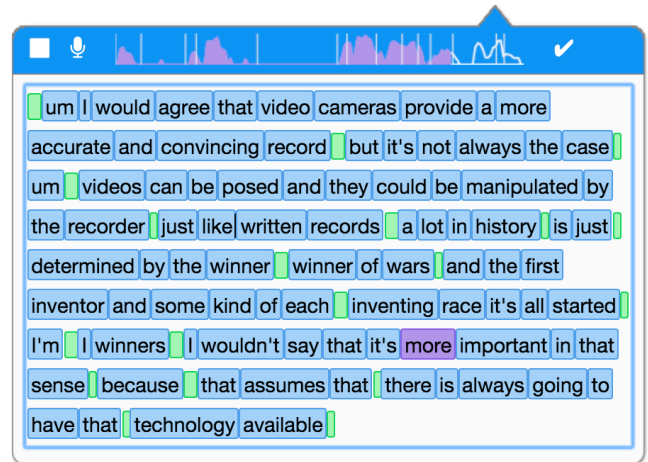 um I would agree that video cameras provide a more
accurate and convincing record but it's not always the case
um videos can be posed and they could be manipulated by
the recorder just like written records a lot in history is just
determined by the winner winner of wars and the first
inventor and some kind of each inventing race it's all started
I'm I winners I wouldn't say that it's more important in that
sense because that assumes that there is always going to
have that technology available